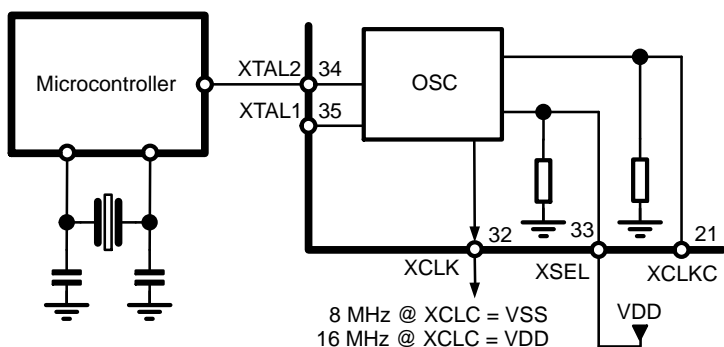 Microcontroller
XTAL2
34
OSC
XTAL1
35
32
33
21
XCLK
XSEL
XCLKC
8 MHz @ XCLC = VSS
16 MHz @ XCLC = VDD
VDD